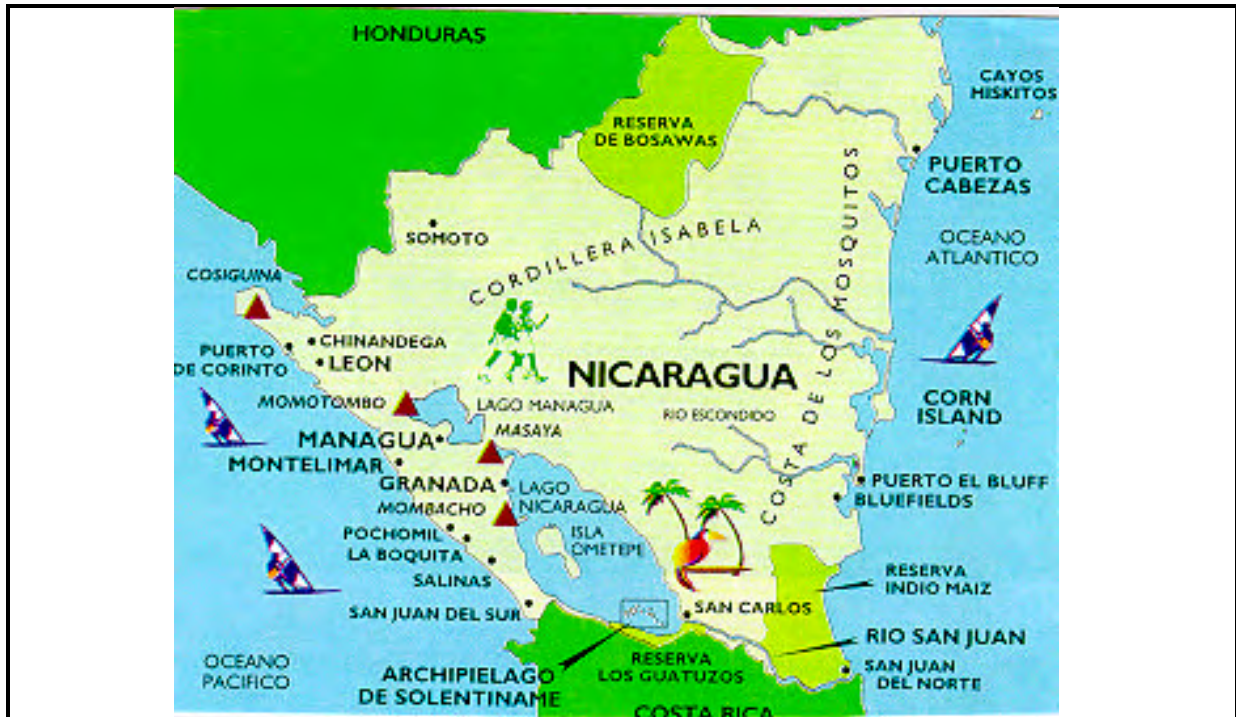 HONDURAS
CAYOS
MISKITOS
RESERVA
DE BOSAWAS
PUERTO
CABEZAS
SOMOTO
CORDILLERA ISABELA
COSTA DE LOS MOSQUITOS
OCEANO
ATLANTICO
COSIGUINA
CHINANDEGA
PUERTO
DE CORINTO
LEON
NICARAGUA
MOMOTOMBO
LAGO MANAGUA
RIO ESCONDIDO
CORN
ISLAND
MASAYA
MANAGUA
MONTELIMAR
GRANADA
LAGO
NICARAGUA
MOMBACHO
PUERTO EL BLUFF
BLUEFIELDS
POCHOMIL
LA BOQUITA
ISLA
OMETEPE
SALINAS
RESERVA
INDIO MAIZ
SAN JUAN DEL SUR
SAN CARLOS
RIO SAN JUAN
OCEANO
PACIFICO
ARCHIPIELAGO
DE SOLENTINAME
RESERVA
LOS GUATUZOS
SAN JUAN
DEL NORTE
COSTA RICA